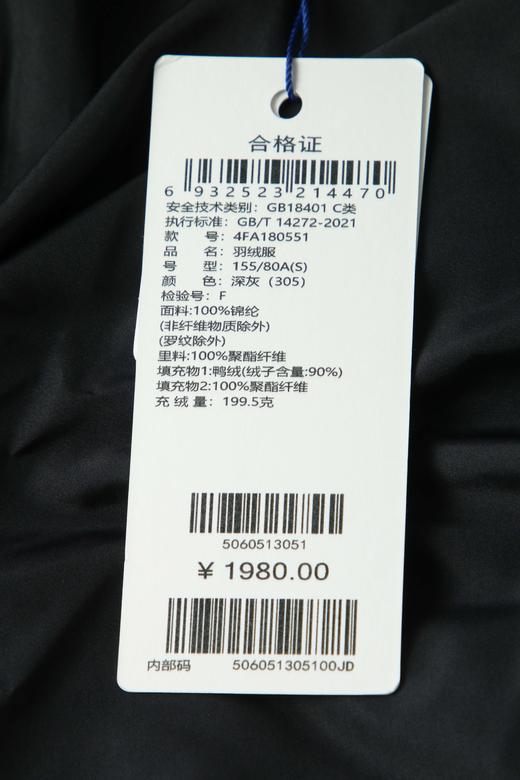 合格证
6 932523 214470
安全技术类别: GB18401 C类
执行标准: GB/T 14272-2021
款 号: 4FA180551
品 名: 羽绒服
号 型: 155/80A(S)
颜 色: 深灰 (305)
检验号: F
面料:100%锦纶
(非纤维物质除外)
(罗纹除外)
里料:100%聚酯纤维
填充物1:鸭绒(绒子含量:90%)
填充物2:100%聚酯纤维
充 绒 量: 199.5克
5060513051
¥ 1980.00
内部码 506051305100JD